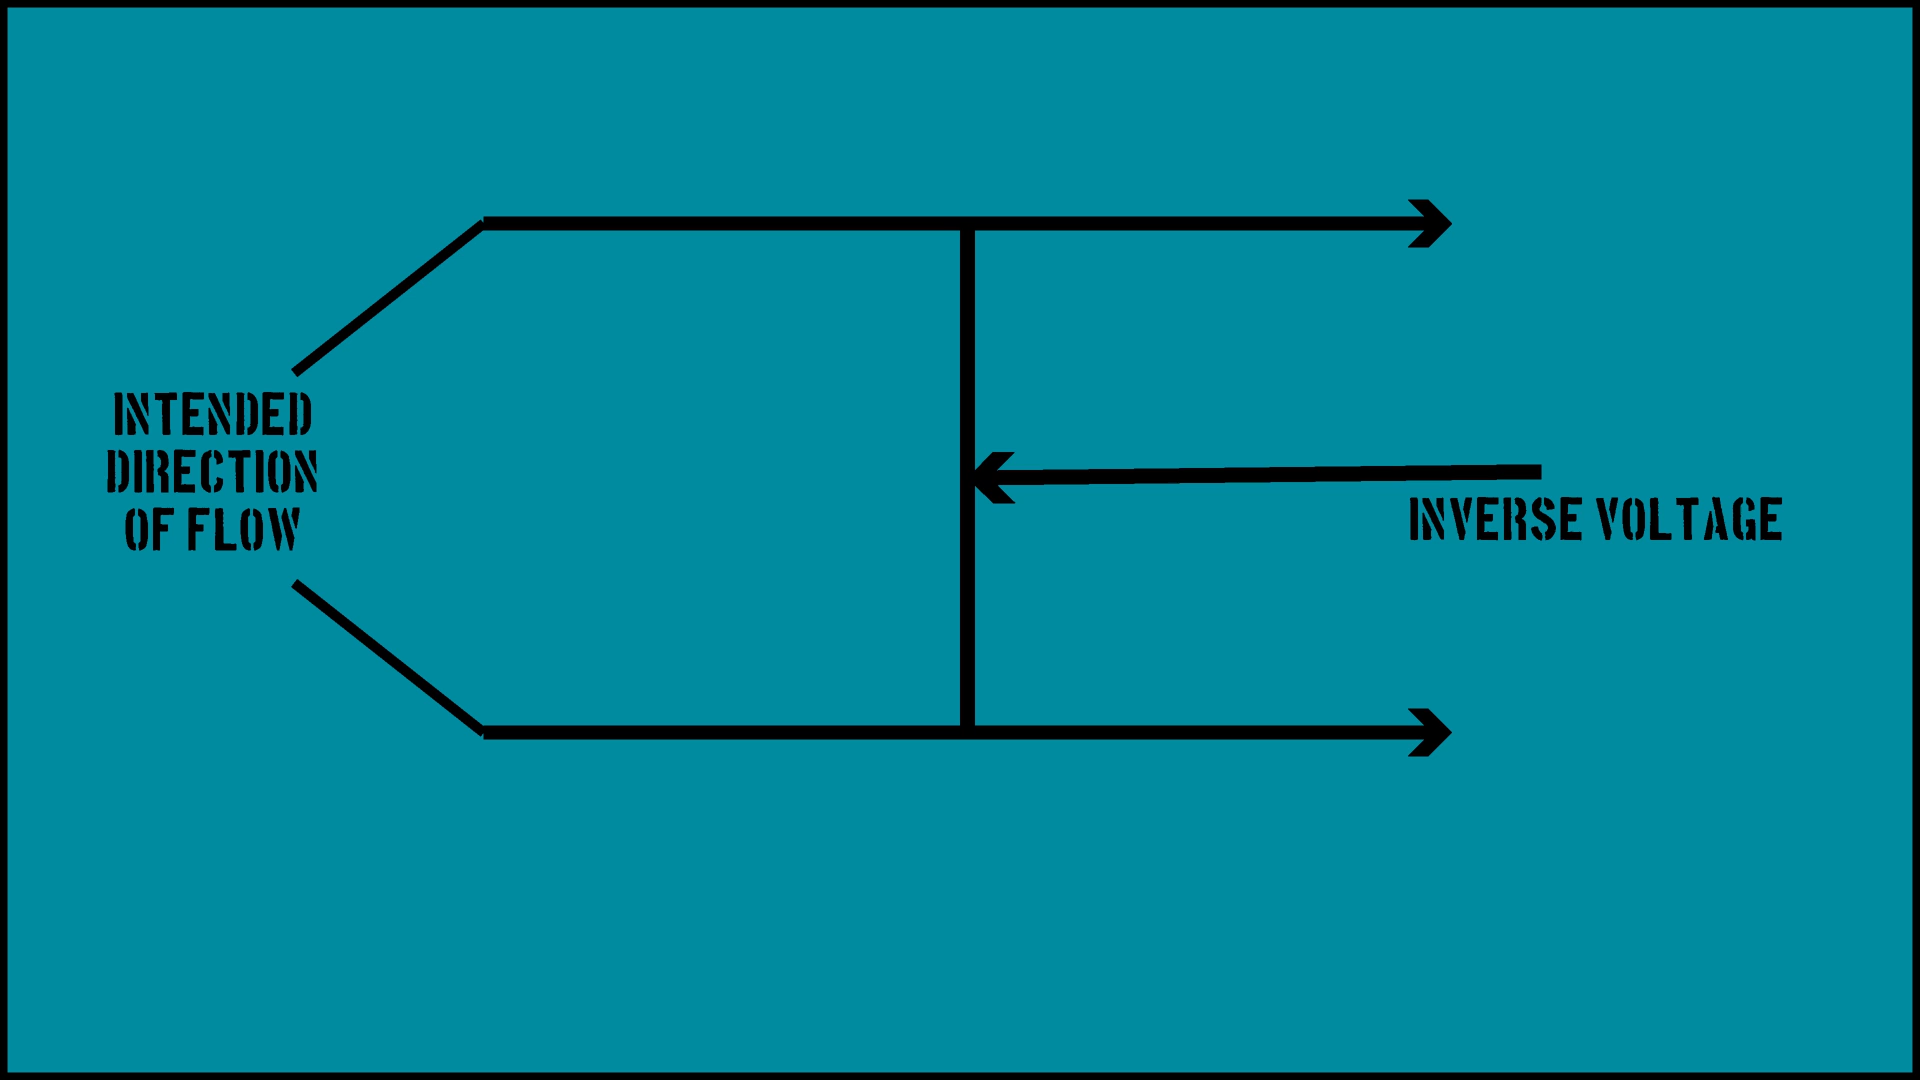 INTENDED
DIRECTION
OF FLOW
INVERSE VOLTAGE